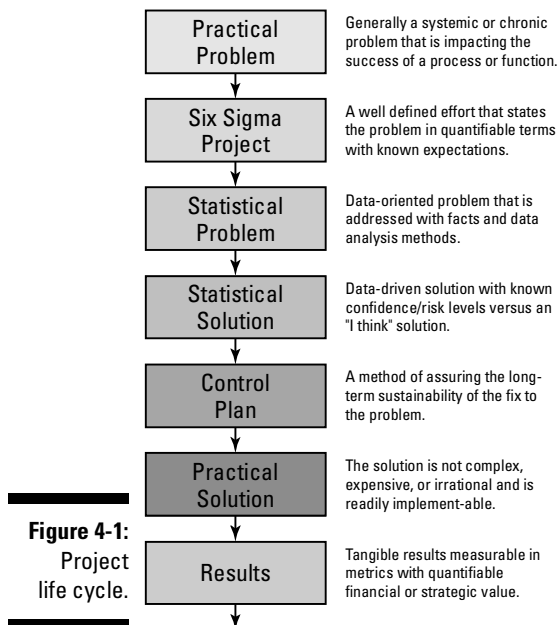 Practical
Problem
Generally a systemic or chronic
problem that is impacting the
success of a process or function.
Six Sigma
Project
A well defined effort that states
the problem in quantifiable terms
with known expectations.
Statistical
Problem
Data-oriented problem that is
addressed with facts and data
analysis methods.
Statistical
Solution
Data-driven solution with known
confidence/risk levels versus an
"I think" solution.
Control
Plan
A method of assuring the long-
term sustainability of the fix to
the problem.
Practical
Solution
The solution is not complex,
expensive, or irrational and is
readily implement-able.
Figure 4-1:
Project
life cycle.
Results
Tangible results measurable in
metrics with quantifiable
financial or strategic value.